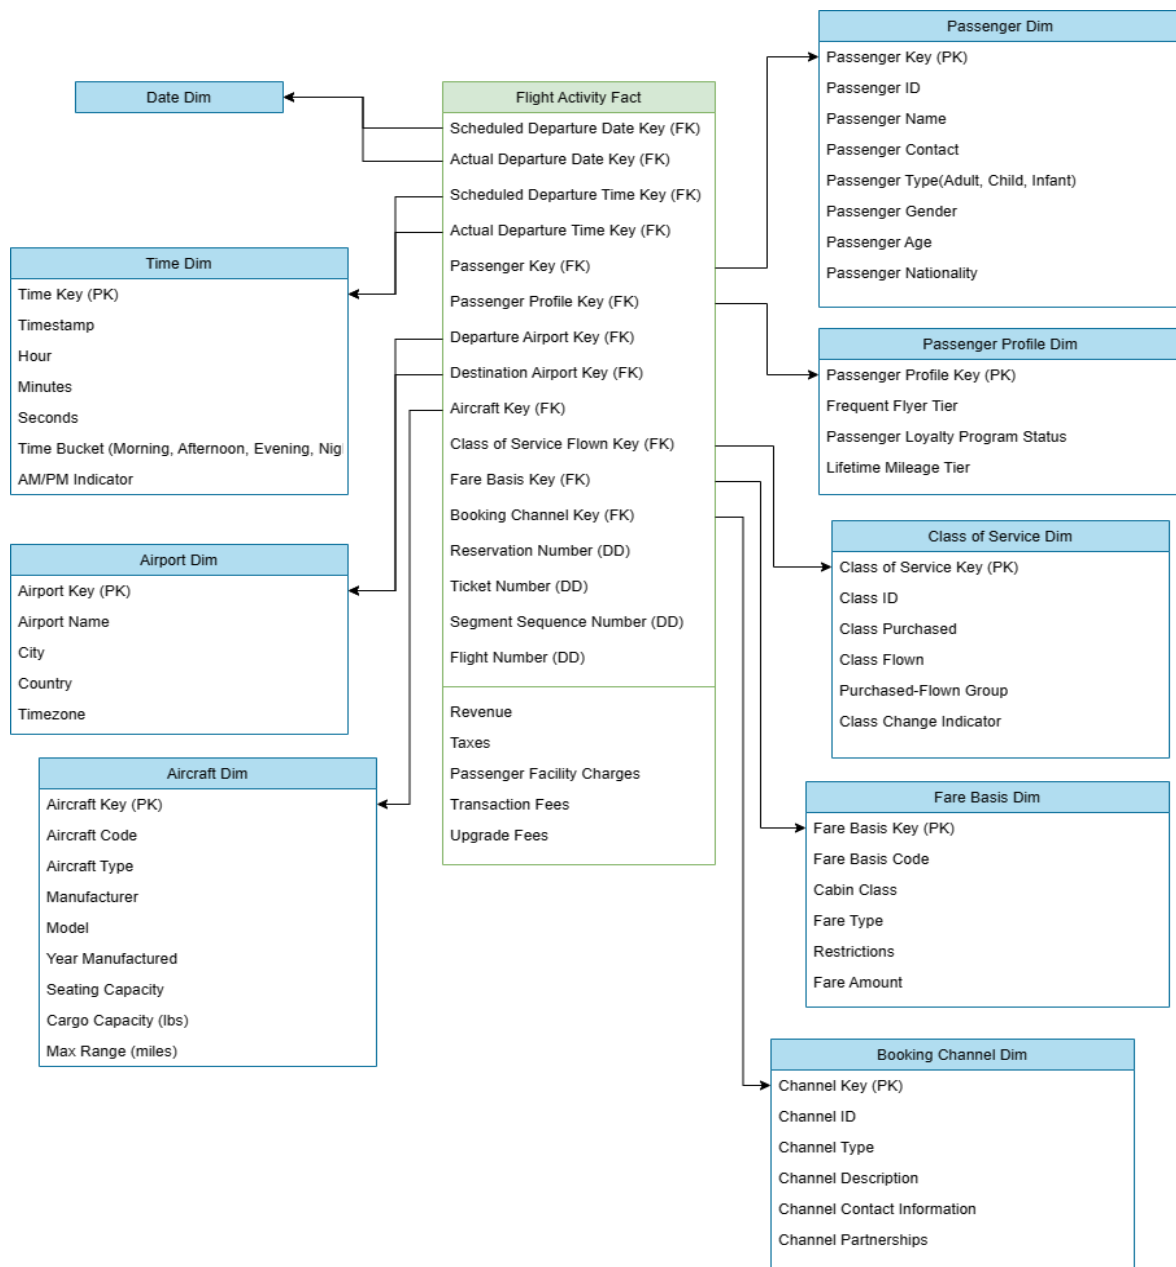 Date Dim
Flight Activity Fact
Scheduled Departure Date Key (FK)
Actual Departure Date Key (FK)
Scheduled Departure Time Key (FK)
Actual Departure Time Key (FK)
Passenger Key (FK)
Passenger Profile Key (FK)
Departure Airport Key (FK)
Destination Airport Key (FK)
Aircraft Key (FK)
Class of Service Flown Key (FK)
Fare Basis Key (FK)
Booking Channel Key (FK)
Reservation Number (DD)
Ticket Number (DD)
Segment Sequence Number (DD)
Flight Number (DD)
Revenue
Taxes
Passenger Facility Charges
Transaction Fees
Upgrade Fees
Time Dim
Time Key (PK)
Timestamp
Hour
Minutes
Seconds
Time Bucket (Morning, Afternoon, Evening, Nig
AM/PM Indicator
Airport Dim
Airport Key (PK)
Airport Name
City
Country
Timezone
Aircraft Dim
Aircraft Key (PK)
Aircraft Code
Aircraft Type
Manufacturer
Model
Year Manufactured
Seating Capacity
Cargo Capacity (lbs)
Max Range (miles)
Passenger Dim
Passenger Key (PK)
Passenger ID
Passenger Name
Passenger Contact
Passenger Type(Adult, Child, Infant)
Passenger Gender
Passenger Age
Passenger Nationality
Passenger Profile Dim
Passenger Profile Key (PK)
Frequent Flyer Tier
Passenger Loyalty Program Status
Lifetime Mileage Tier
Class of Service Dim
Class of Service Key (PK)
Class ID
Class Purchased
Class Flown
Purchased-Flown Group
Class Change Indicator
Fare Basis Dim
Fare Basis Key (PK)
Fare Basis Code
Cabin Class
Fare Type
Restrictions
Fare Amount
Booking Channel Dim
Channel Key (PK)
Channel ID
Channel Type
Channel Description
Channel Contact Information
Channel Partnerships